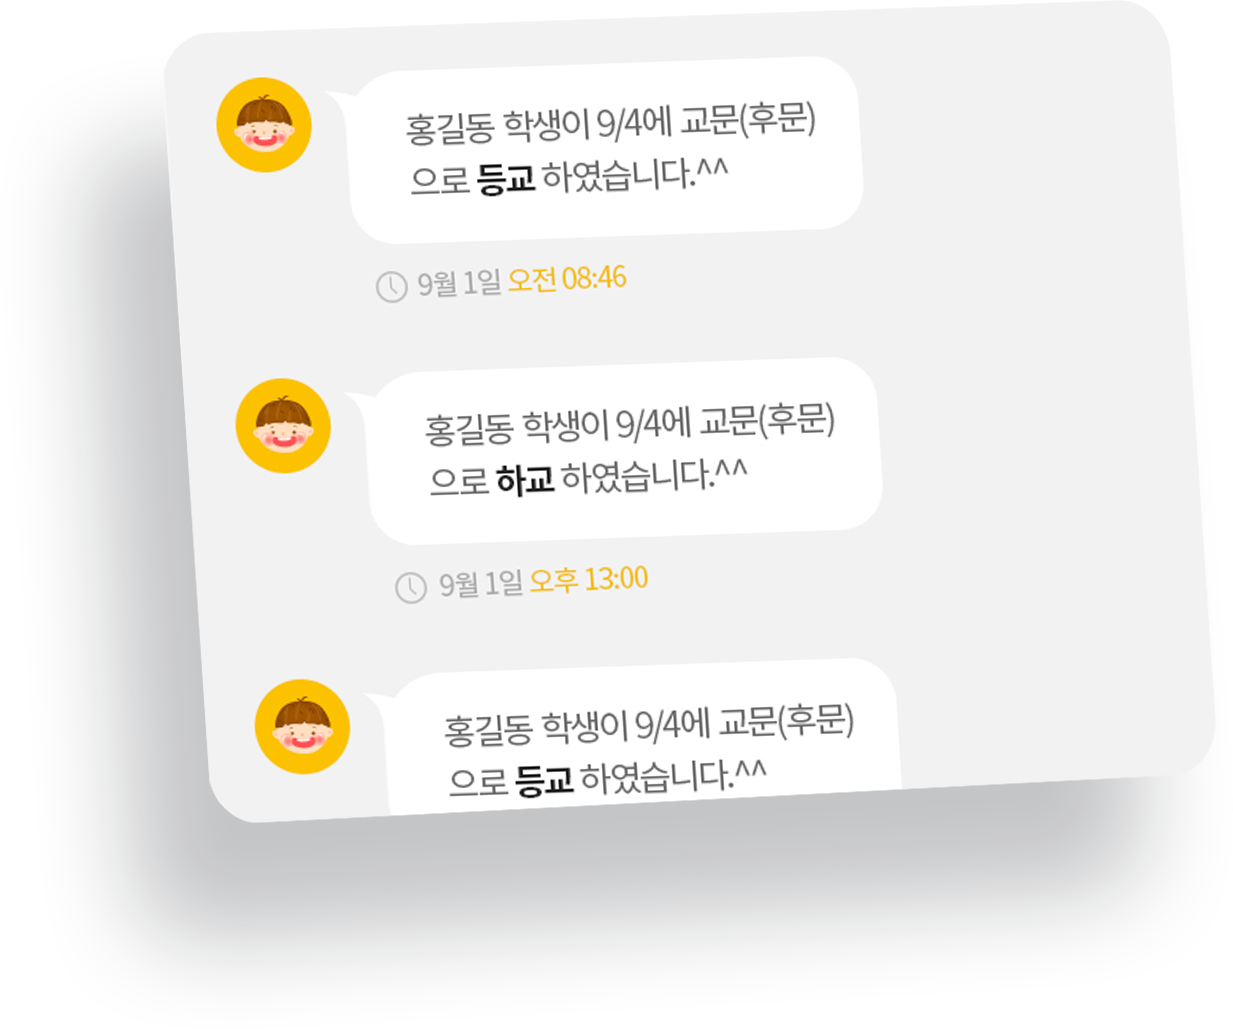 홍길동 학생이 9/4에 교문(후문)
으로 등교 하였습니다.^^
9월 1일 오전 08:46
홍길동 학생이 9/4에 교문(후문)
으로 하교 하였습니다.^^
9월 1일 오후 13:00
홍길동 학생이 9/4에 교문(후문)
으로 등교 하였습니다.^^